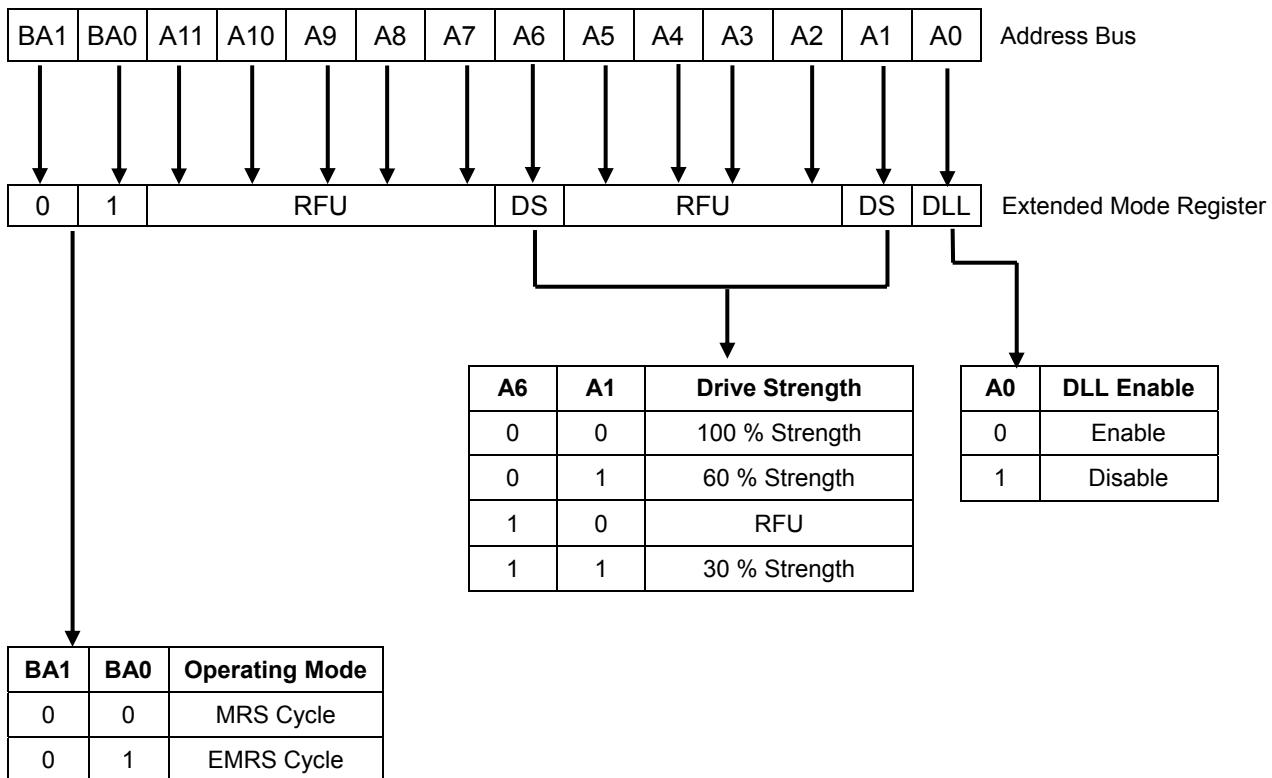 BA1 BA0 A11 A10 A9 A8 A7 A6 A5 A4 A3 A2 A1 A0 Address Bus
0 1 RFU DS RFU DS DLL Extended Mode Register
A6 A1 Drive Strength
0 0 100 % Strength
0 1 60 % Strength
1 0 RFU
1 1 30 % Strength
A0 DLL Enable
0 Enable
1 Disable
BA1 BA0 Operating Mode
0 0 MRS Cycle
0 1 EMRS Cycle